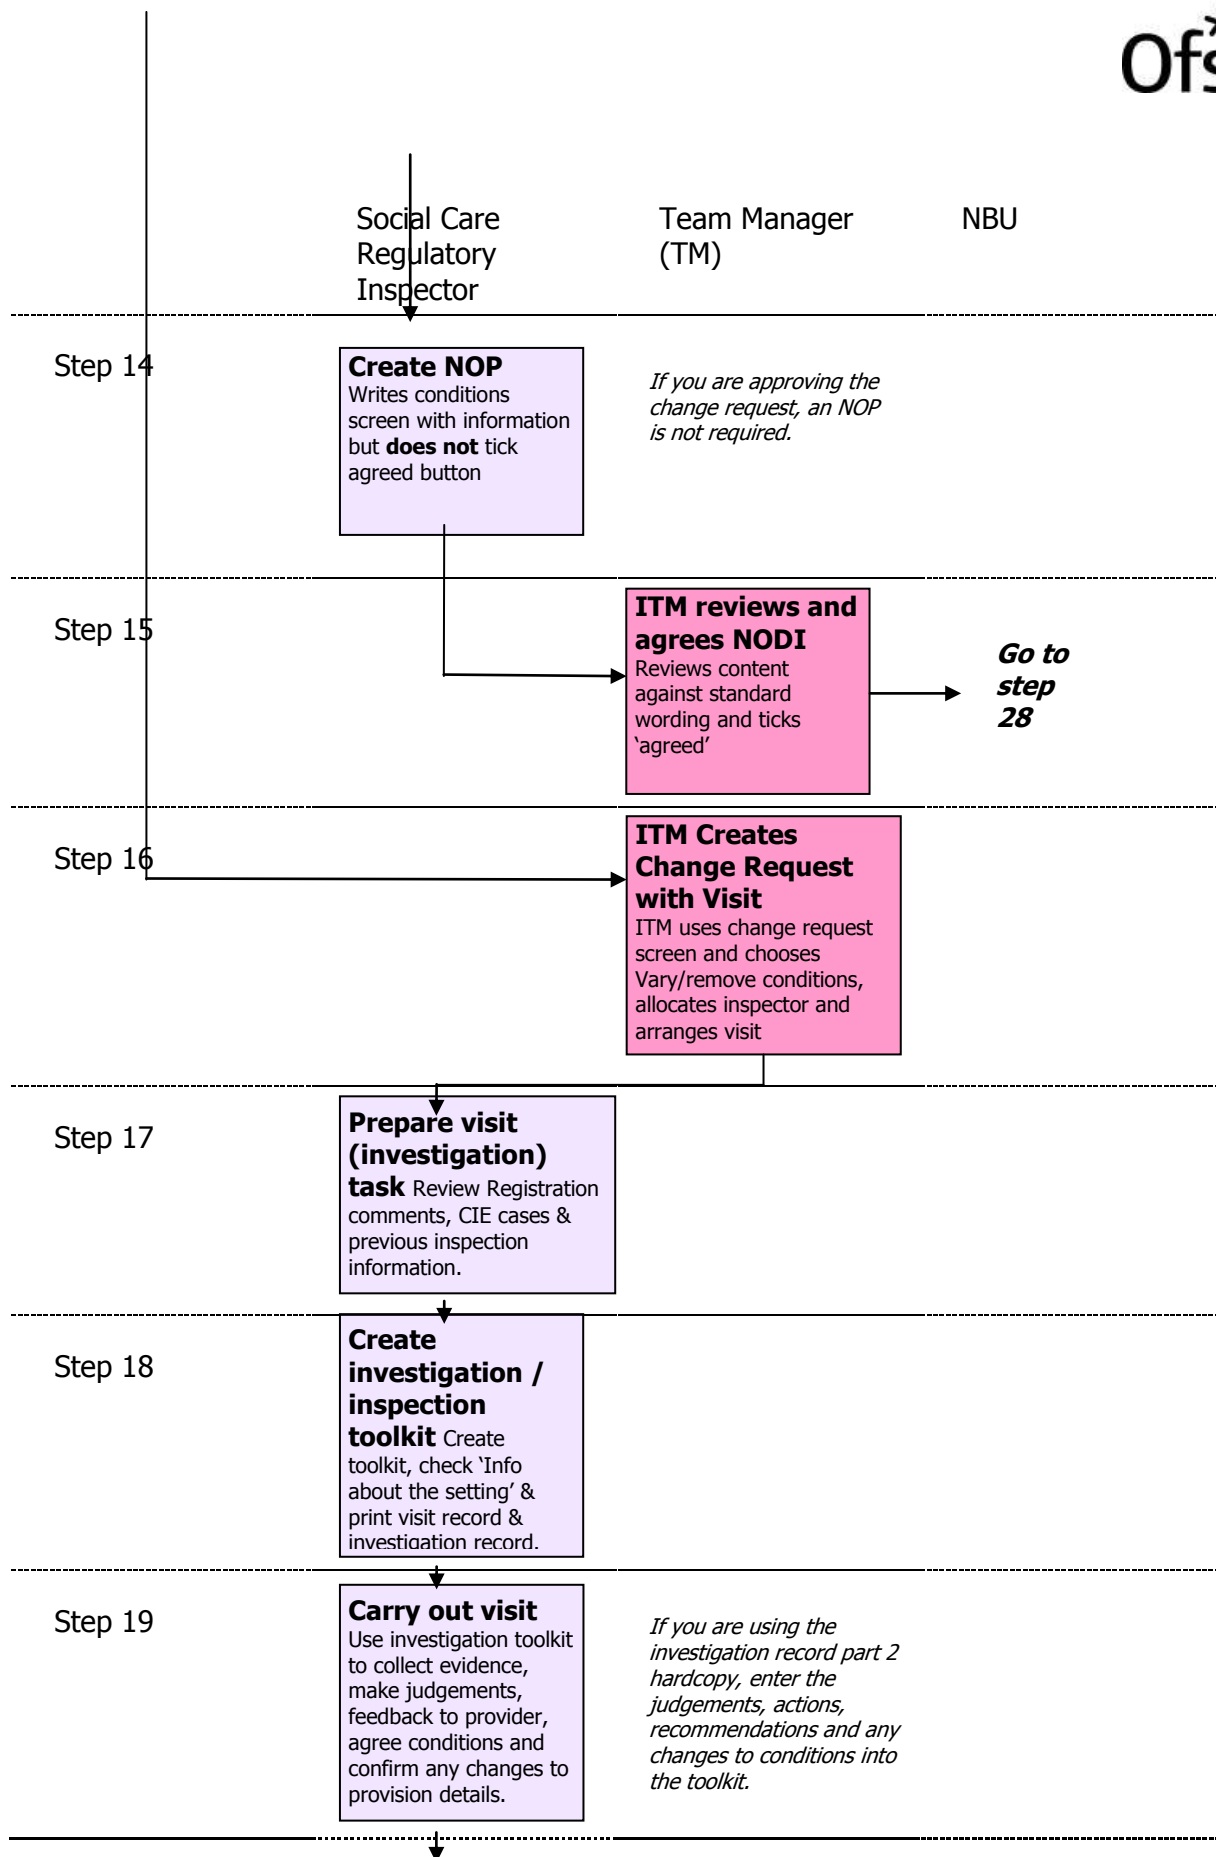 Ofs
Social Care
Regulatory
Inspector
Team Manager
(TM)
NBU
Step 14
Create NOP
Writes conditions
screen with information
but does not tick
agreed button
If you are approving the
change request, an NOP
is not required.
Step 15
ITM reviews and
agrees NODI
Reviews content
against standard
wording and ticks
‘agreed’
Go to
step
28
Step 16
ITM Creates
Change Request
with Visit
ITM uses change request
screen and chooses
Vary/remove conditions,
allocates inspector and
arranges visit
Step 17
Prepare visit
(investigation)
task Review Registration
comments, CIE cases &
previous inspection
information.
Step 18
Create
investigation /
inspection
toolkit Create
toolkit, check ‘Info
about the setting’ &
print visit record &
investigation record.
Step 19
Carry out visit
Use investigation toolkit
to collect evidence,
make judgements,
feedback to provider,
agree conditions and
confirm any changes to
provision details.
If you are using the
investigation record part 2
hardcopy, enter the
judgements, actions,
recommendations and any
changes to conditions into
the toolkit.